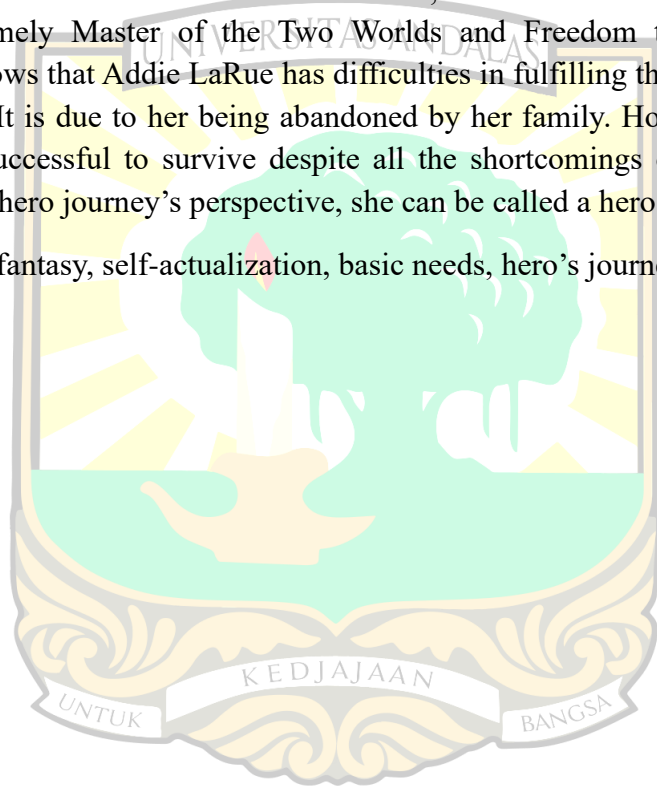 mely Master of the Two Worlds and Freedom t
UNIVERSITAS ANDALAS
ows that Addie LaRue has difficulties in fulfilling th
It is due to her being abandoned by her family. Ho
uccessful to survive despite all the shortcomings
hero journey’s perspective, she can be called a hero
fantasy, self-actualization, basic needs, hero’s journe
KEDJAJAAN
UNTUK BANGSA